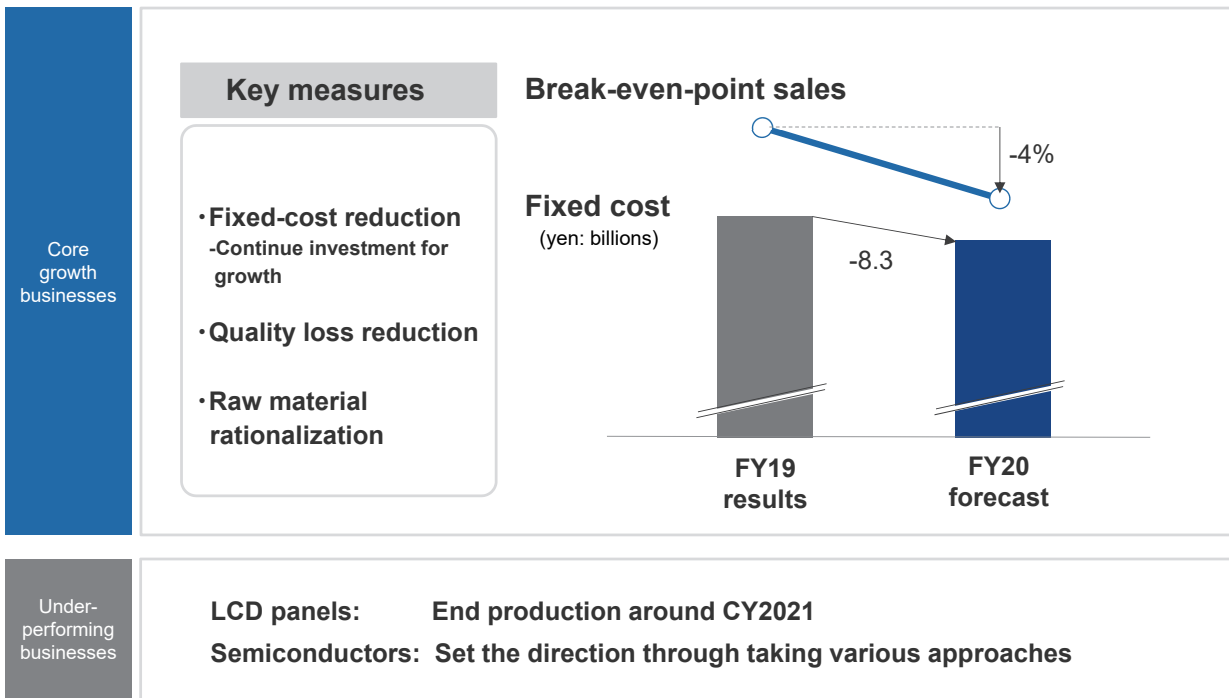 Core
growth
businesses
Key measures
・Fixed-cost reduction
-Continue investment for
growth
・Quality loss reduction
・Raw material
rationalization
Break-even-point sales
-4%
Fixed cost
(yen: billions)
-8.3
FY19
results
FY20
forecast
Under-
performing
businesses
LCD panels: End production around CY2021
Semiconductors: Set the direction through taking various approaches